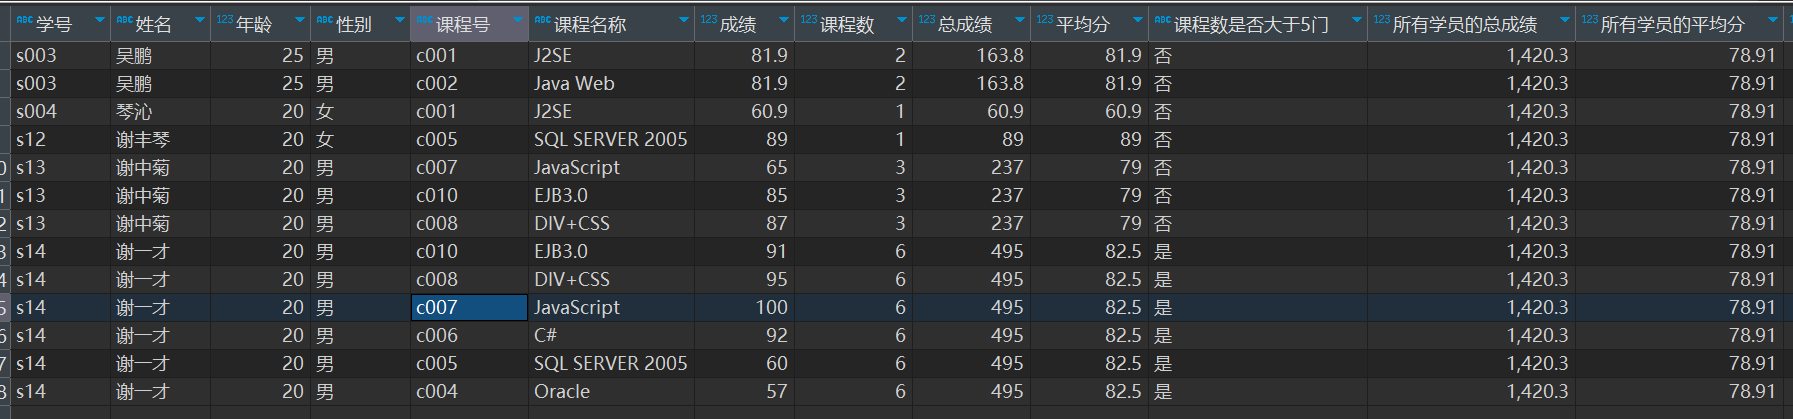 学号 姓名 年龄 性别 课程号 课程名称 成绩 课程数 总成绩 平均分 课程数是否大于5门 所有学员的总成绩 所有学员的平均分
s003 吴鹏 25 男 c001 J2SE 81.9 2 163.8 81.9 否 1,420.3 78.91
s003 吴鹏 25 男 c002 Java Web 81.9 2 163.8 81.9 否 1,420.3 78.91
s004 琴沁 20 女 c001 J2SE 60.9 1 60.9 60.9 否 1,420.3 78.91
s12 谢丰琴 20 女 c005 SQL SERVER 2005 89 1 89 89 否 1,420.3 78.91
0 s13 谢中菊 20 男 c007 JavaScript 65 3 237 79 否 1,420.3 78.91
1 s13 谢中菊 20 男 c010 EJB3.0 85 3 237 79 否 1,420.3 78.91
2 s13 谢中菊 20 男 c008 DIV+CSS 87 3 237 79 否 1,420.3 78.91
3 s14 谢一才 20 男 c010 EJB3.0 91 6 495 82.5 是 1,420.3 78.91
4 s14 谢一才 20 男 c008 DIV+CSS 95 6 495 82.5 是 1,420.3 78.91
5 s14 谢一才 20 男 c007 JavaScript 100 6 495 82.5 是 1,420.3 78.91
6 s14 谢一才 20 男 c006 C# 92 6 495 82.5 是 1,420.3 78.91
7 s14 谢一才 20 男 c005 SQL SERVER 2005 60 6 495 82.5 是 1,420.3 78.91
8 s14 谢一才 20 男 c004 Oracle 57 6 495 82.5 是 1,420.3 78.91